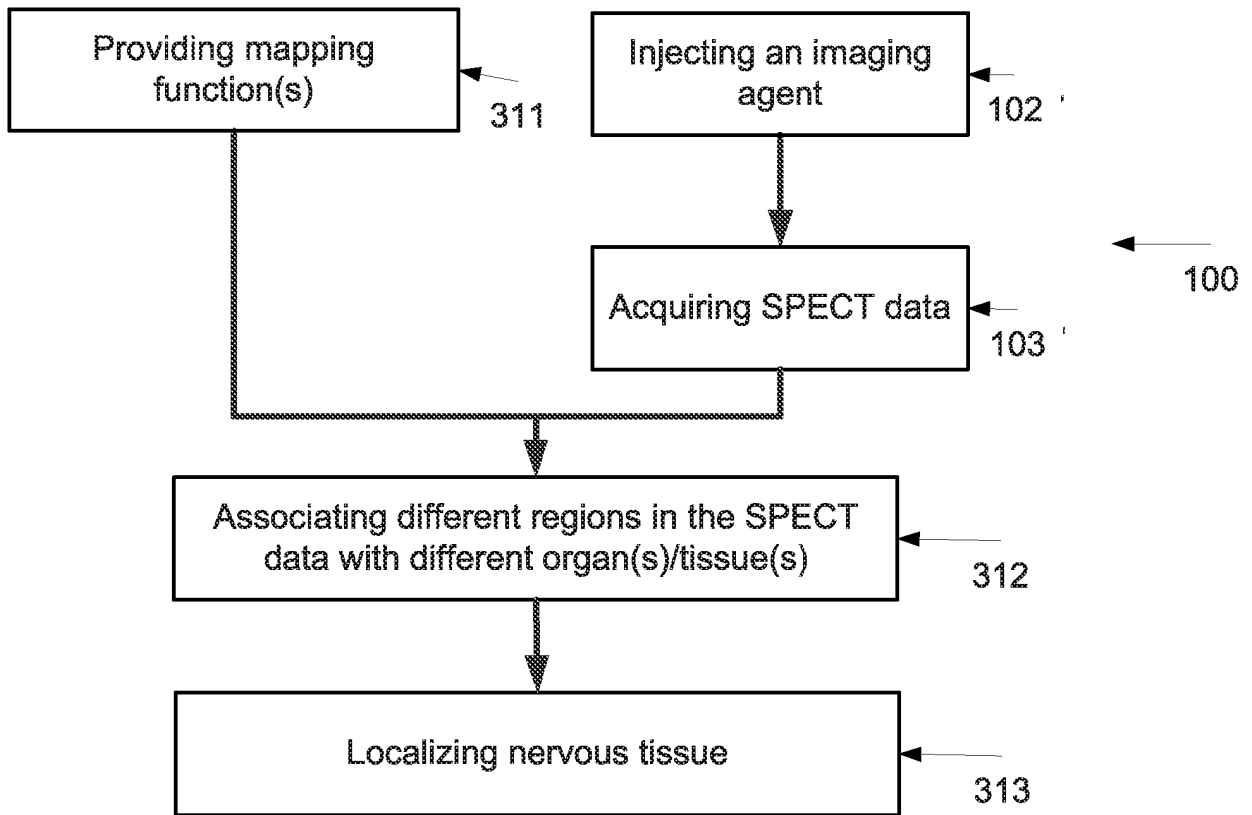 Providing mapping
function(s)
311
Injecting an imaging
agent
102
100
Acquiring SPECT data
103
Associating different regions in the SPECT
data with different organ(s)/tissue(s)
312
Localizing nervous tissue
313